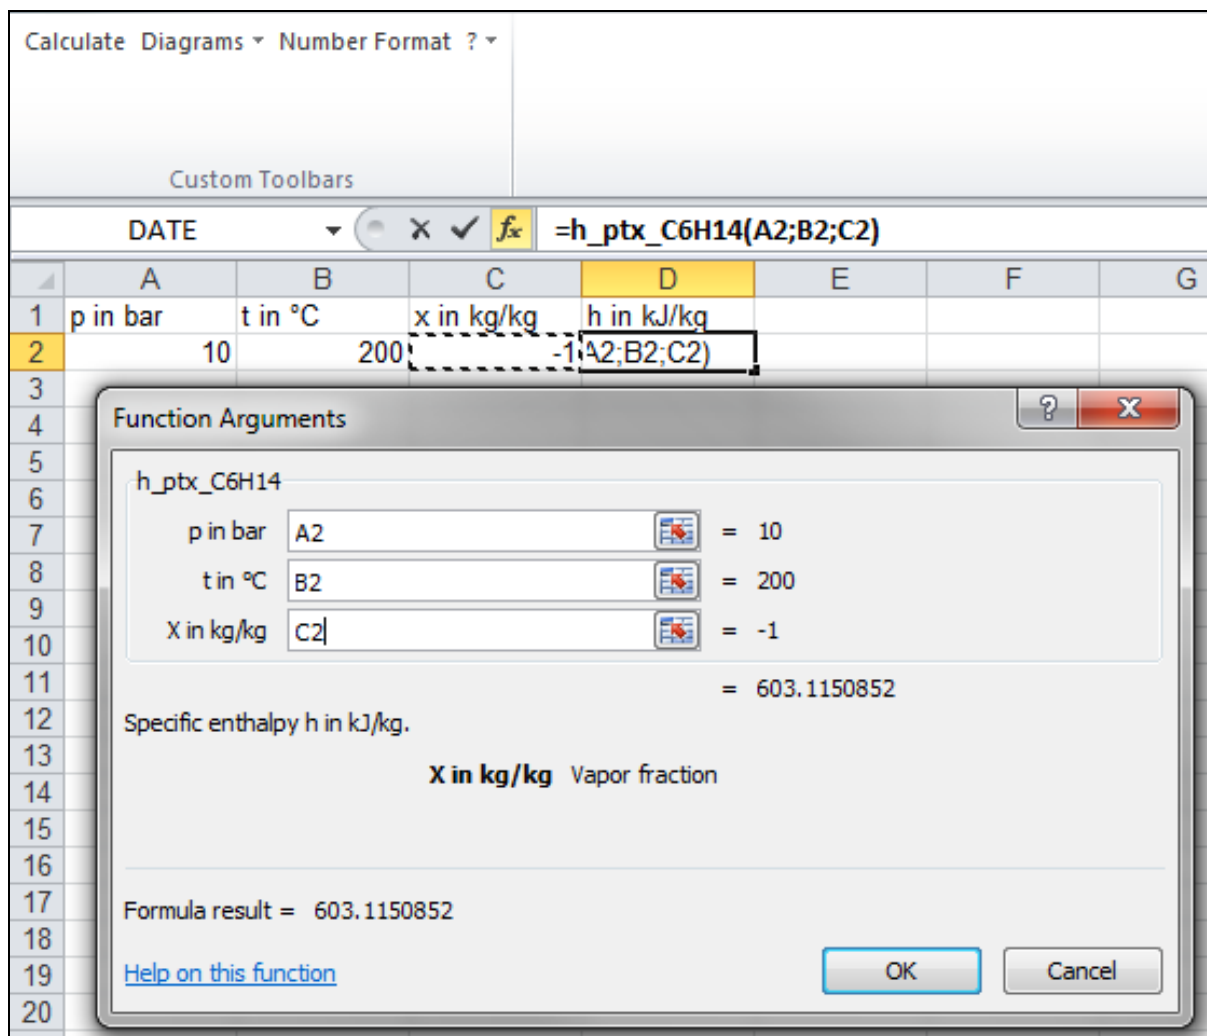 Calculate Diagrams Number Format ?
Custom Toolbars
DATE fx =h_ptx_C6H14(A2;B2;C2)
A B C D E F G
1 p in bar t in °C x in kg/kg h in kJ/kg
2 10 200 -1 A2;B2;C2)
3
4
5
6
7
8
9
10
11
12
13
14
15
16
17
18
19
20
Function Arguments ? X
h_ptx_C6H14
p in bar A2 = 10
t in °C B2 = 200
X in kg/kg C2 = -1
= 603.1150852
Specific enthalpy h in kJ/kg.
X in kg/kg Vapor fraction
Formula result = 603.1150852
Help on this function OK Cancel